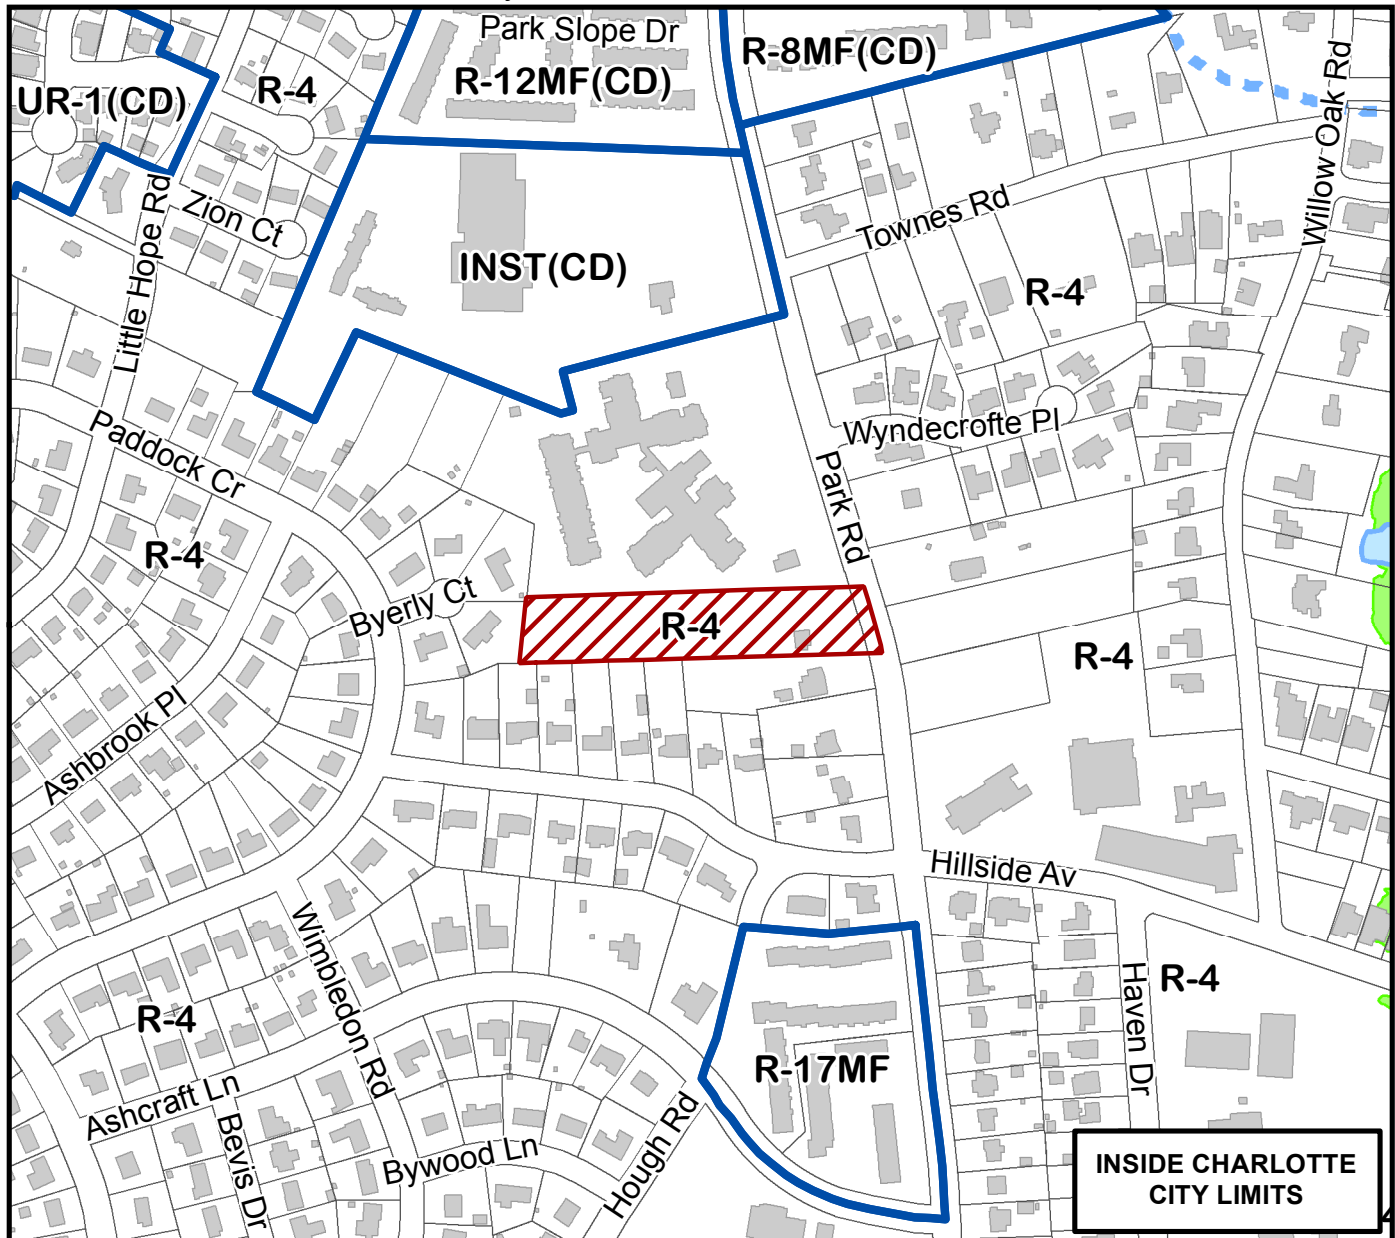 Park Slope Dr
R-8MF(CD)
R-12MF(CD)
R-4
UR-1(CD)
Willow Oak Rd
Little Hope Rd
Zion Ct
Townes Rd
INST(CD)
R-4
Paddock Cr
Wyndecrofte Pl
Park Rd
R-4
Byerly Ct
R-4
R-4
Ashbrook Pl
Hillside Av
Wimbledon Rd
Haven Dr
R-4
R-4
R-17MF
Ashcraft Ln
Bevis Dr
Bywood Ln
Hough Rd
INSIDE CHARLOTTE
CITY LIMITS